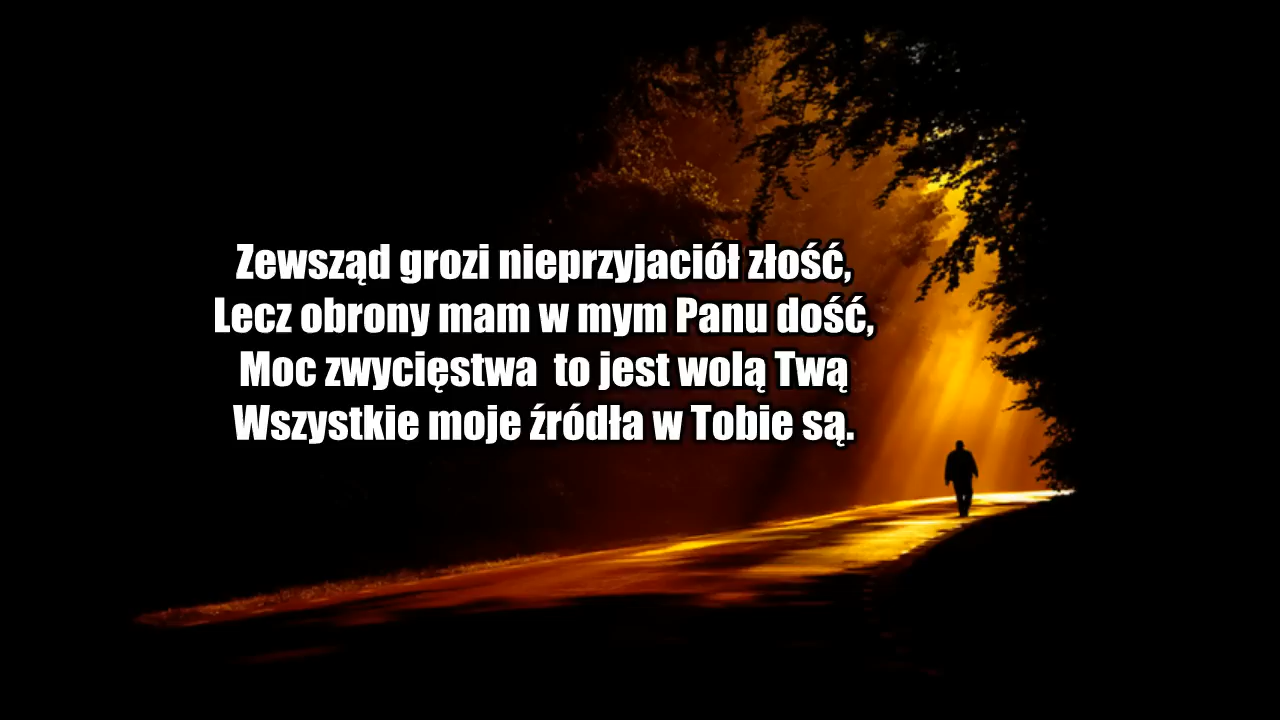 Zewsząd grozi nieprzyjaciół złość,
Lecz obrony mam w mym Panu dość,
Moc zwycięstwa  to jest wolą Twą
Wszystkie moje źródła w Tobie są.